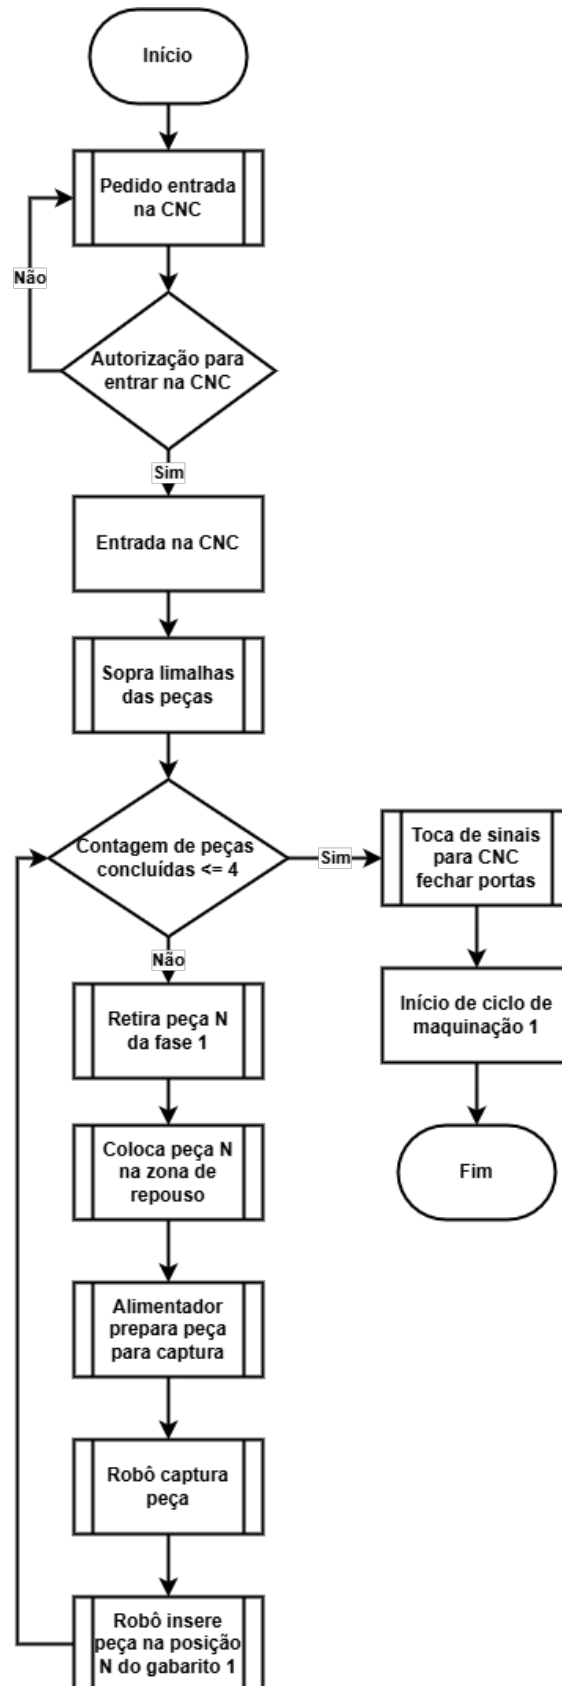 Início
Pedido entrada
na CNC
Não
Autorização para
entrar na CNC
Sim
Entrada na CNC
Sopra limalhas
das peças
Contagem de peças
concluídas <= 4
Sim
Toca de sinais
para CNC
fechar portas
Não
Retira peça N
da fase 1
Início de ciclo de
maquinação 1
Coloca peça N
na zona de
repouso
Fim
Alimentador
prepara peça
para captura
Robô captura
peça
Robô insere
peça na posição
N do gabarito 1